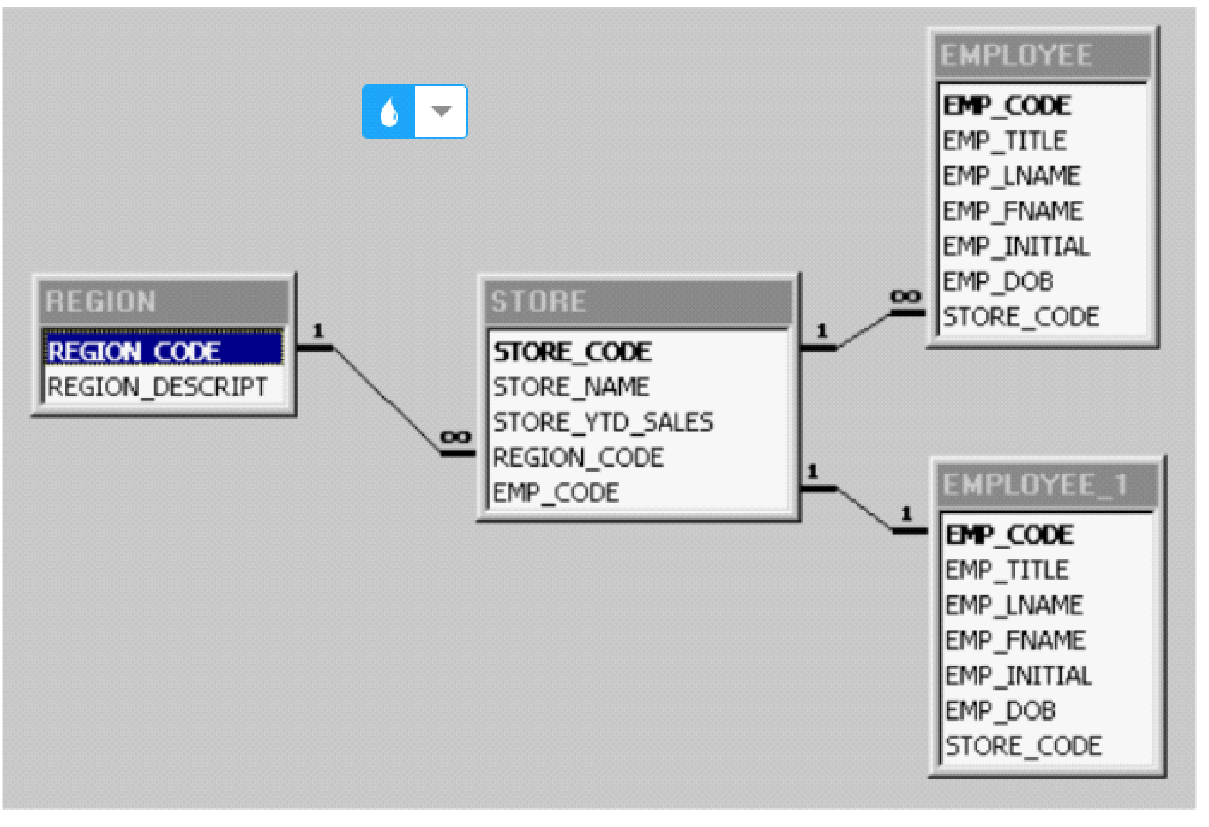 REGION
REGION_CODE
REGION_DESCRIPT
1
∞
STORE
STORE_CODE
STORE_NAME
STORE_YTD_SALES
REGION_CODE
EMP_CODE
1
∞
1
1
EMPLOYEE
EMP_CODE
EMP_TITLE
EMP_LNAME
EMP_FNAME
EMP_INITIAL
EMP_DOB
STORE_CODE
EMPLOYEE_1
EMP_CODE
EMP_TITLE
EMP_LNAME
EMP_FNAME
EMP_INITIAL
EMP_DOB
STORE_CODE